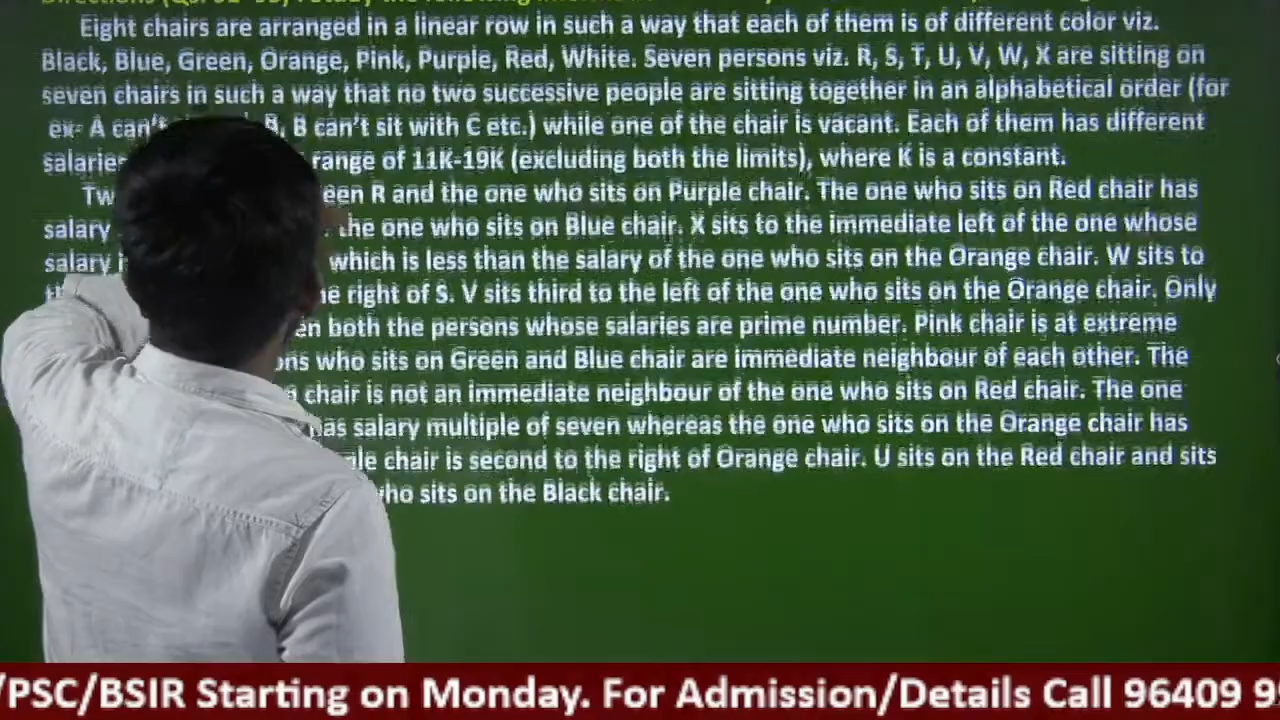 Eight chairs are arranged in a linear row in such a way that each of them is of different color viz.
Black, Blue, Green, Orange, Pink, Purple, Red, White. Seven persons viz. R, S, T, U, V, W, X are sitting on
seven chairs in such a way that no two successive people are sitting together in an alphabetical order (for
ex- A can't B, B can't sit with C etc.) while one of the chair is vacant. Each of them has different
range of 11K-19K (excluding both the limits), where K is a constant.
R and the one who sits on Purple chair. The one who sits on Red chair has
salary the one who sits on Blue chair. X sits to the immediate left of the one whose
salary which is less than the salary of the one who sits on the Orange chair. W sits to
right of S. V sits third to the left of the one who sits on the Orange chair. Only
both the persons whose salaries are prime number. Pink chair is at extreme
who sits on Green and Blue chair are immediate neighbour of each other. The
chair is not an immediate neighbour of the one who sits on Red chair. The one
has salary multiple of seven whereas the one who sits on the Orange chair has
chair is second to the right of Orange chair. U sits on the Red chair and sits
who sits on the Black chair.
/PSC/BSIR Starting on Monday. For Admission/Details Call 96409